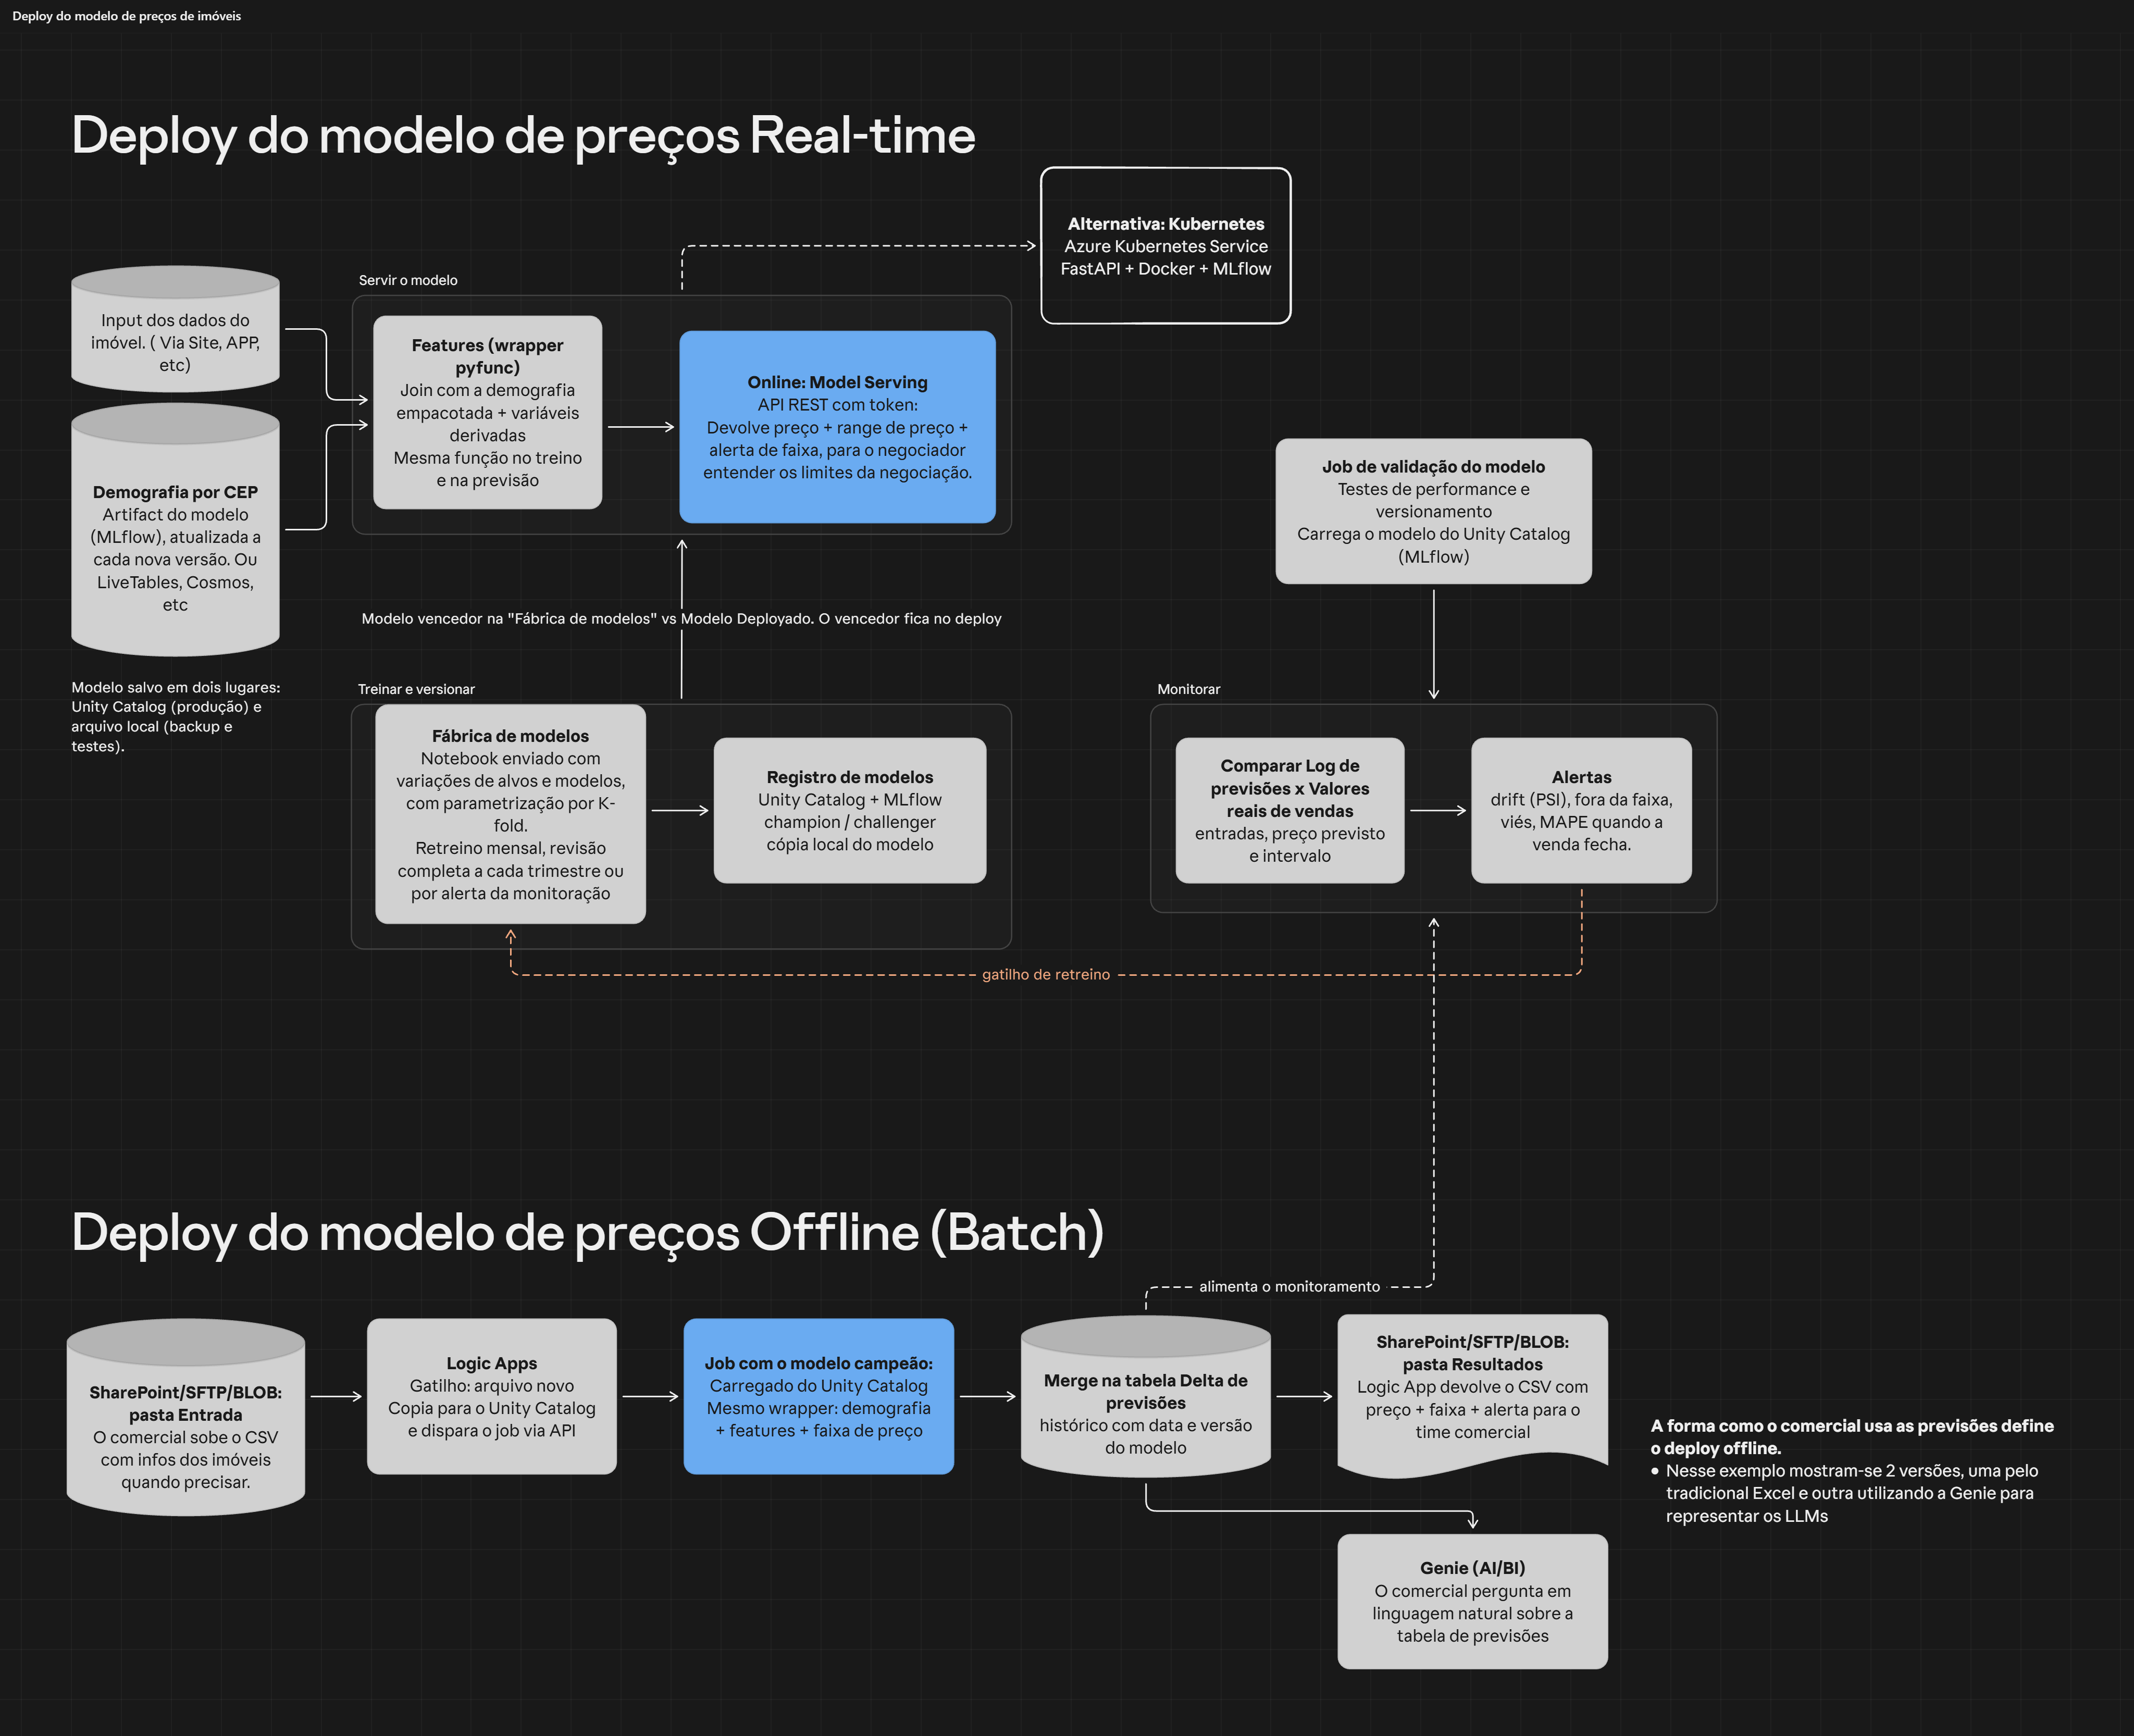 Deploy do modelo de preços de imóveis
Deploy do modelo de preços Real-time
Alternativa: Kubernetes
Azure Kubernetes Service
FastAPI + Docker + MLflow
Servir o modelo
Input dos dados do
imóvel. ( Via Site, APP,
etc)
Features (wrapper
pyfunc)
Join com a demografia
empacotada + variáveis
derivadas
Mesma função no treino
e na previsão
Online: Model Serving
API REST com token:
Devolve preço + range de preço +
alerta de faixa, para o negociador
entender os limites da negociação.
Demografia por CEP
Artifact do modelo
(MLflow), atualizada a
cada nova versão. Ou
LiveTables, Cosmos,
etc
Job de validação do modelo
Testes de performance e
versionamento
Carrega o modelo do Unity Catalog
(MLflow)
Modelo vencedor na "Fábrica de modelos" vs Modelo Deployado. O vencedor fica no deploy
Modelo salvo em dois lugares:
Unity Catalog (produção) e
arquivo local (backup e
testes).
Treinar e versionar
Fábrica de modelos
Notebook enviado com
variações de alvos e modelos,
com parametrização por K-
fold.
Retreino mensal, revisão
completa a cada trimestre ou
por alerta da monitoração
Registro de modelos
Unity Catalog + MLflow
champion / challenger
cópia local do modelo
Monitorar
Comparar Log de
previsões x Valores
reais de vendas
entradas, preço previsto
e intervalo
Alertas
drift (PSI), fora da faixa,
viés, MAPE quando a
venda fecha.
gatilho de retreino
Deploy do modelo de preços Offline (Batch)
alimenta o monitoramento
SharePoint/SFTP/BLOB:
pasta Entrada
O comercial sobe o CSV
com infos dos imóveis
quando precisar.
Logic Apps
Gatilho: arquivo novo
Copia para o Unity Catalog
e dispara o job via API
Job com o modelo campeão:
Carregado do Unity Catalog
Mesmo wrapper: demografia
+ features + faixa de preço
Merge na tabela Delta de
previsões
histórico com data e versão
do modelo
SharePoint/SFTP/BLOB:
pasta Resultados
Logic App devolve o CSV com
preço + faixa + alerta para o
time comercial
A forma como o comercial usa as previsões define
o deploy offline.
• Nesse exemplo mostram-se 2 versões, uma pelo
tradicional Excel e outra utilizando a Genie para
representar os LLMs
Genie (AI/BI)
O comercial pergunta em
linguagem natural sobre a
tabela de previsões